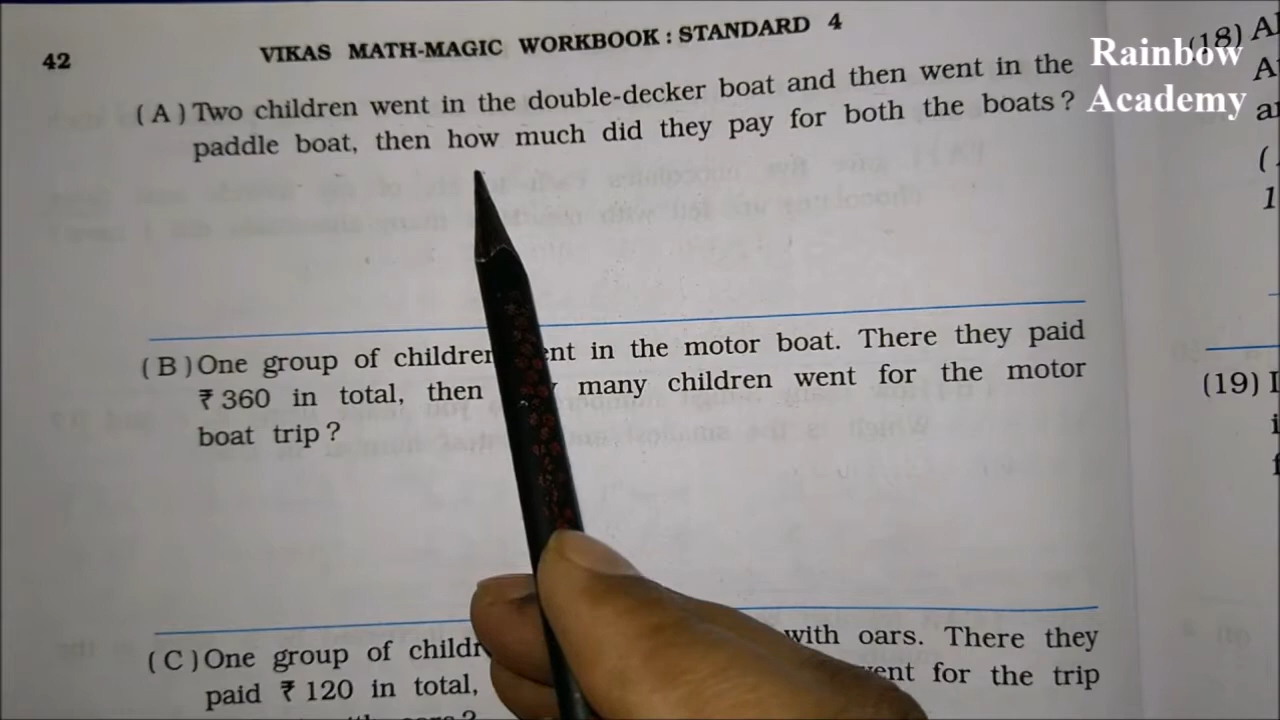 42 VIKAS MATH-MAGIC WORKBOOK : STANDARD 4
(A) Two children went in the double-decker boat and then went in the
paddle boat, then how much did they pay for both the boats?
(B) One group of children in the motor boat. There they paid
₹ 360 in total, then many children went for the motor
boat trip?
(C) One group of with oars. There they
paid ₹ 120 in total, for the trip
Rainbow
Academy
(18)
(19)